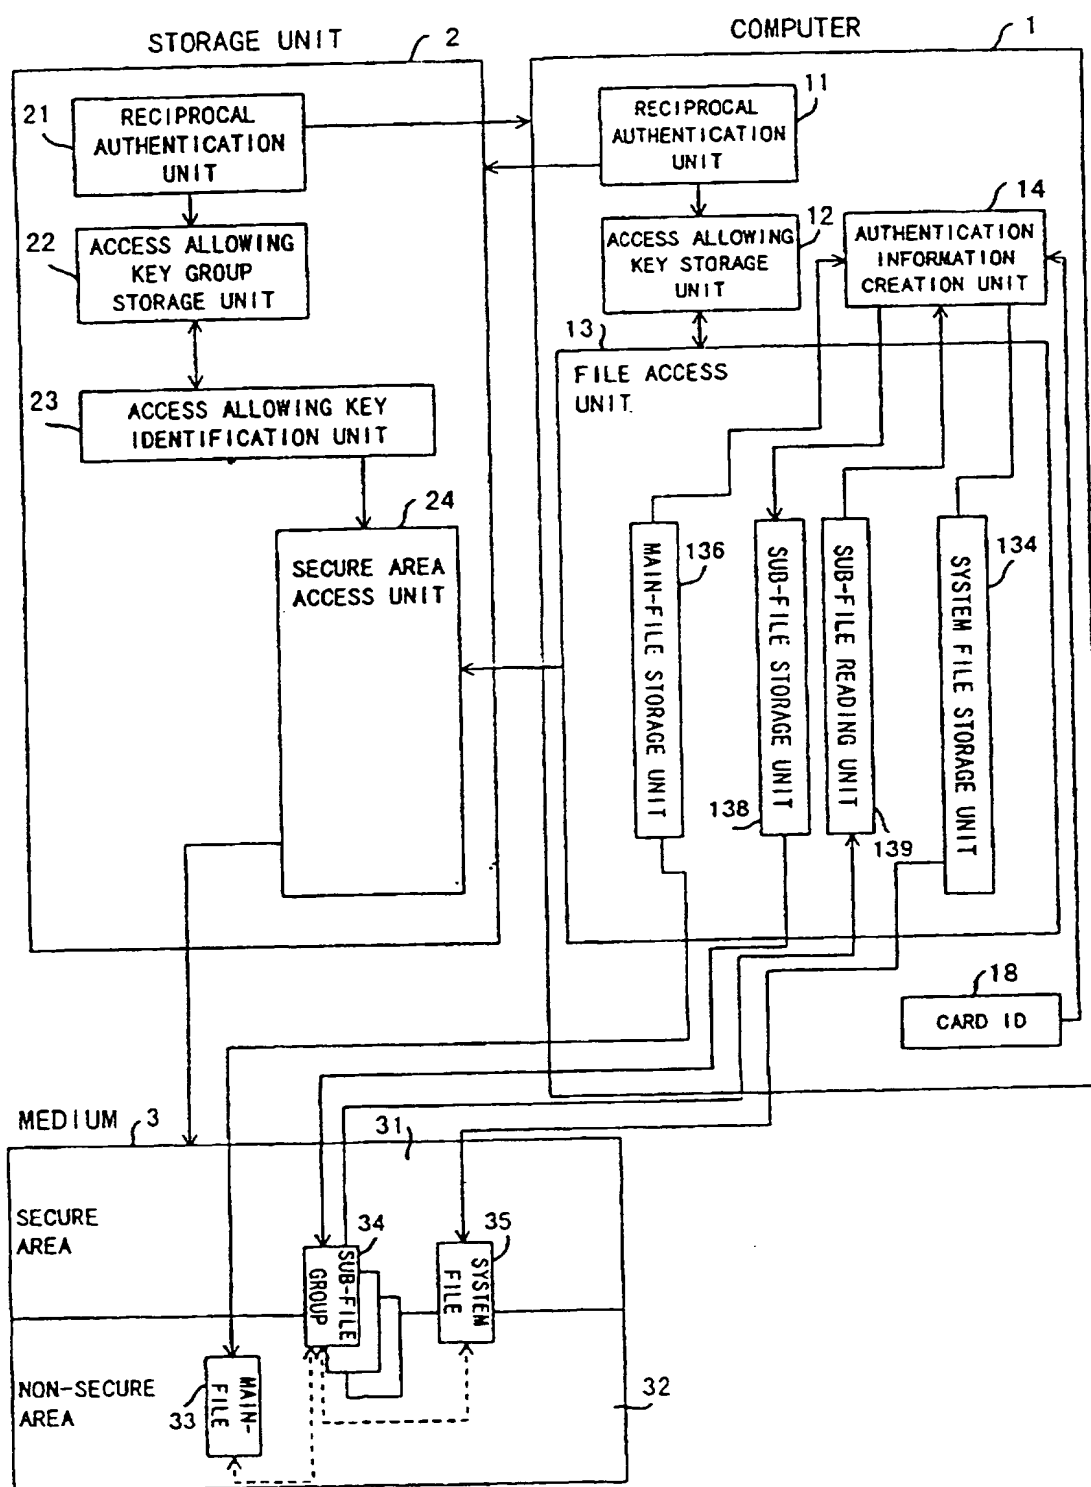 STORAGE UNIT
2
COMPUTER
1
21
RECIPROCAL
AUTHENTICATION
UNIT
11
RECIPROCAL
AUTHENTICATION
UNIT
22
ACCESS ALLOWING
KEY GROUP
STORAGE UNIT
12
ACCESS ALLOWING
KEY STORAGE
UNIT
14
AUTHENTICATION
INFORMATION
CREATION UNIT
13
FILE ACCESS
UNIT
23
ACCESS ALLOWING KEY
IDENTIFICATION UNIT
24
SECURE AREA
ACCESS UNIT
MAIN-FILE STORAGE UNIT
136
SUB-FILE STORAGE UNIT
138
SUB-FILE READING UNIT
139
SYSTEM FILE STORAGE UNIT
134
18
CARD ID
MEDIUM
3
31
SECURE
AREA
34
SUB-FILE
GROUP
35
SYSTEM
FILE
NON-SECURE
AREA
33
MAIN-
FILE
32